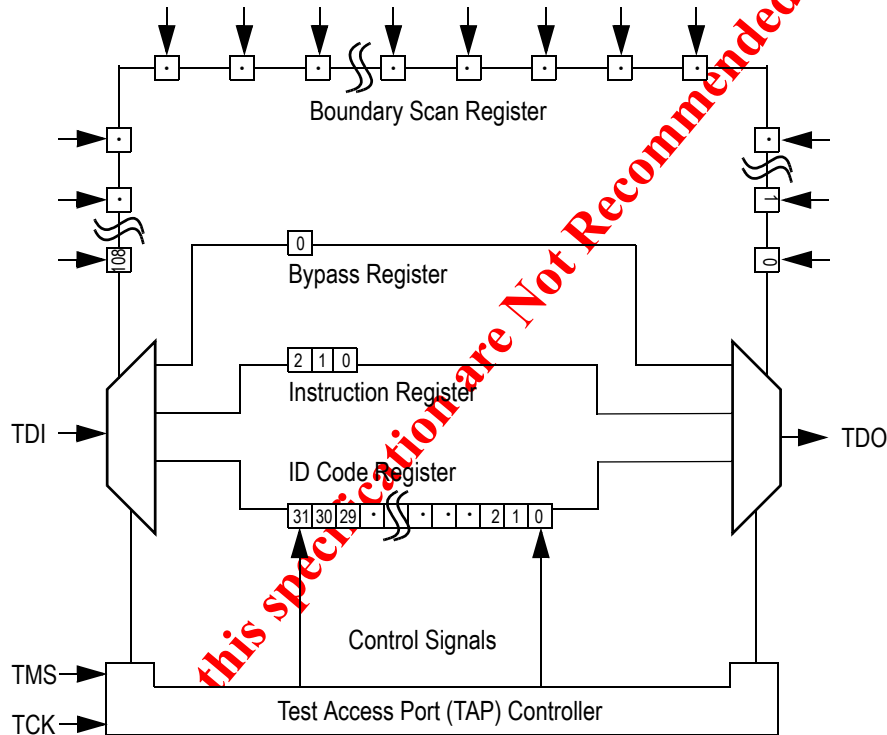 · · · · · · · ·
Boundary Scan Register
· ·
· 1
108 0
0
Bypass Register
2 1 0
Instruction Register
TDI
TDO
ID Code Register
31 30 29 · · · · 2 1 0
Control Signals
TMS
TCK
Test Access Port (TAP) Controller
this specification are Not Recommended